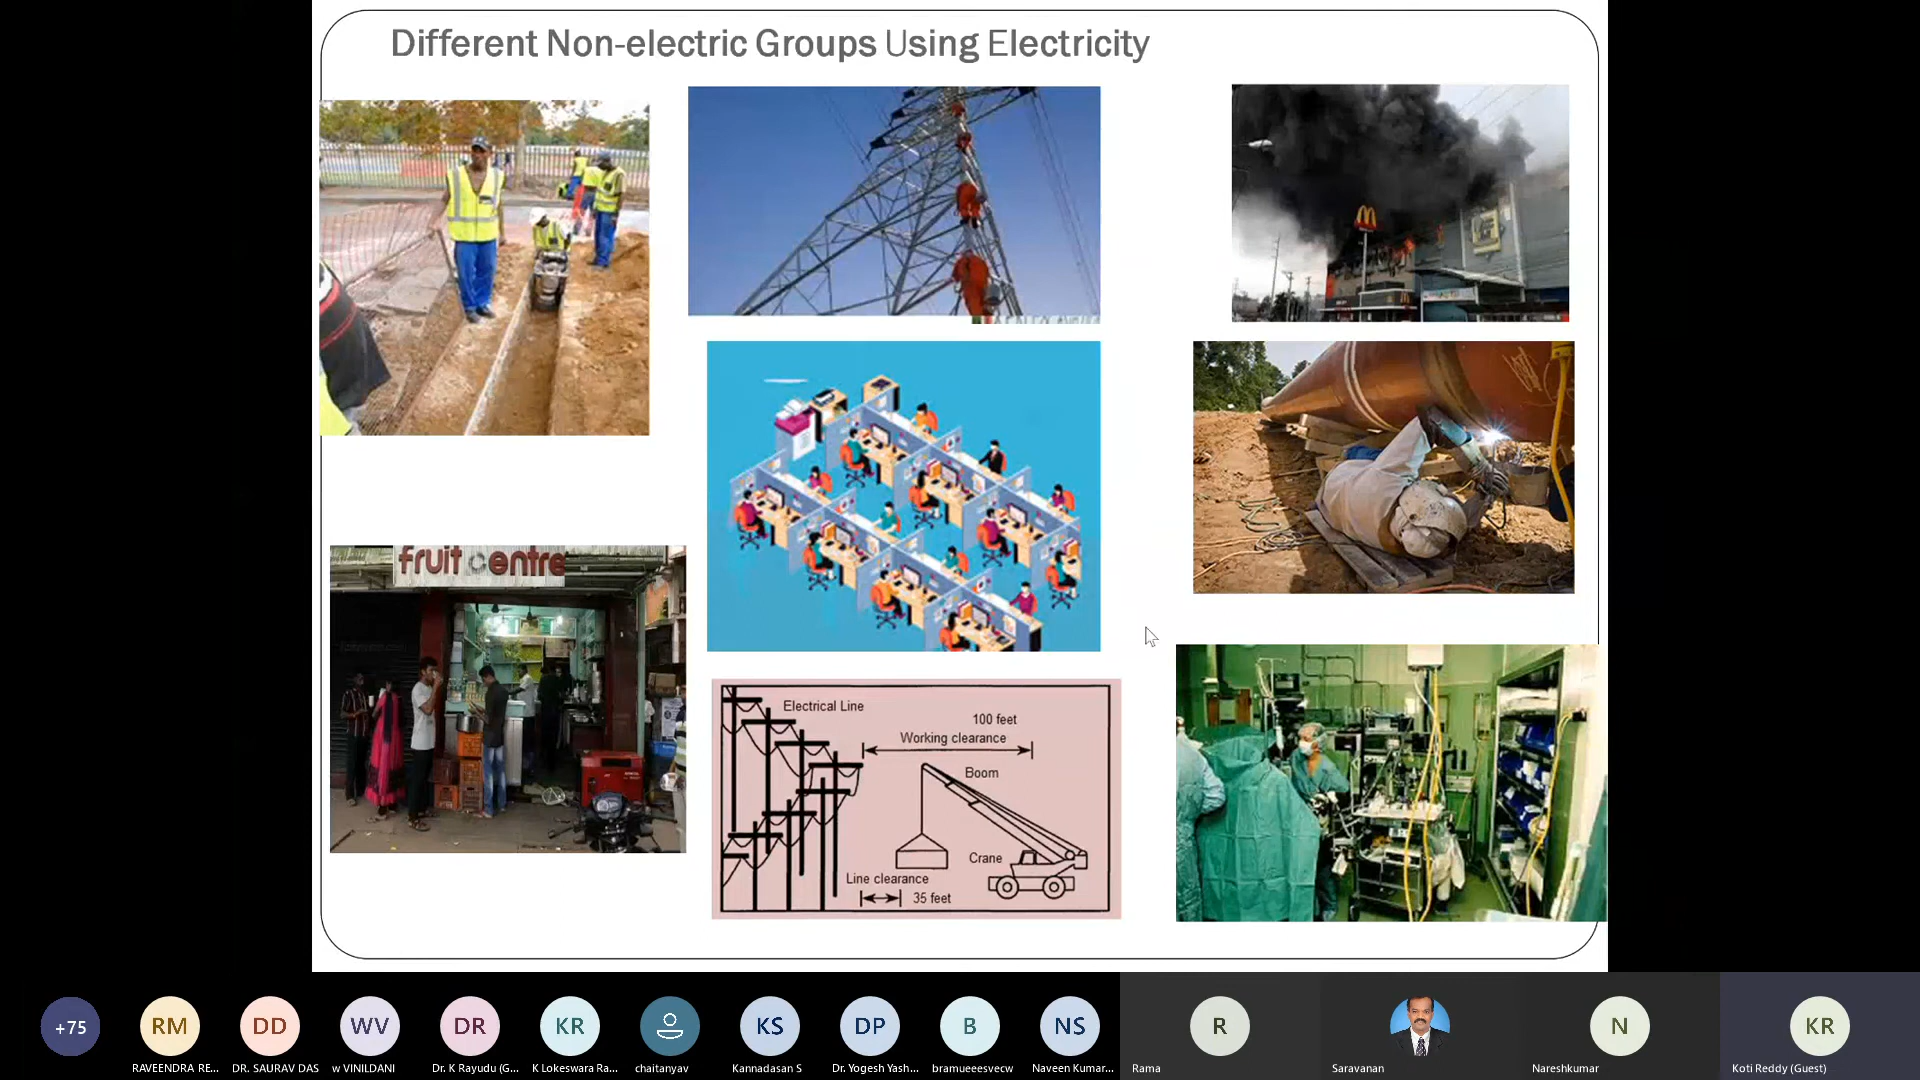 Different Non-electric Groups Using Electricity
fruit centre
Electrical Line
100 feet
Working clearance
Boom
Crane
Line clearance
35 feet
+75
RM
DD
WV
DR
KR
KS
DP
B
NS
R
N
KR
RAVEENDRA RE...
DR. SAURAV DAS
w VINILDANI
Dr. K Rayudu (G...
K Lokeswara Ra...
chaitanyav
Kannadasan S
Dr. Yogesh Yash...
bramueeesvecw
Naveen Kumar...
Rama
Saravanan
Nareshkumar
Koti Reddy (Guest)